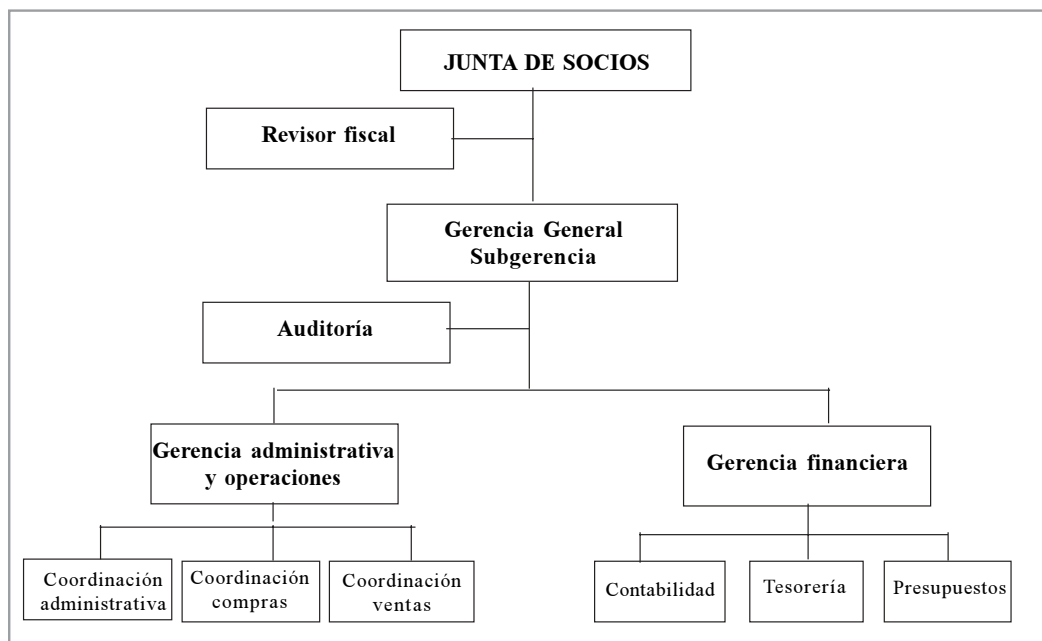 JUNTA DE SOCIOS
Revisor fiscal
Gerencia General
Subgerencia
Auditoría
Gerencia administrativa
y operaciones
Gerencia financiera
Coordinación
administrativa
Coordinación
compras
Coordinación
ventas
Contabilidad
Tesorería
Presupuestos